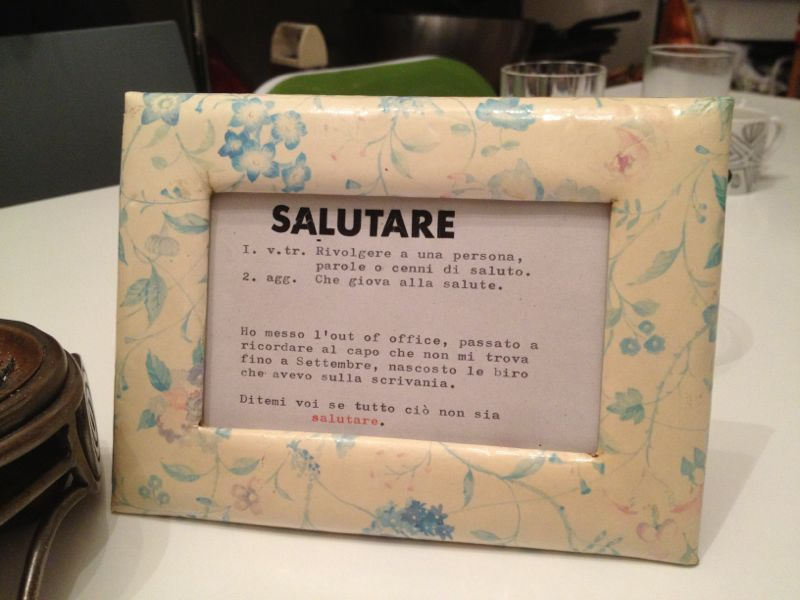 SALUTARE
1. v.tr. Rivolgere a una persona,
parole o cenni di saluto.
2. agg. Che giova alla salute.
Ho messo l'out of office, passato a
ricordare al capo che non mi trova
fino a Settembre, nascosto le biro
che avevo sulla scrivania.
Ditemi voi se tutto ciò non sia
salutare.